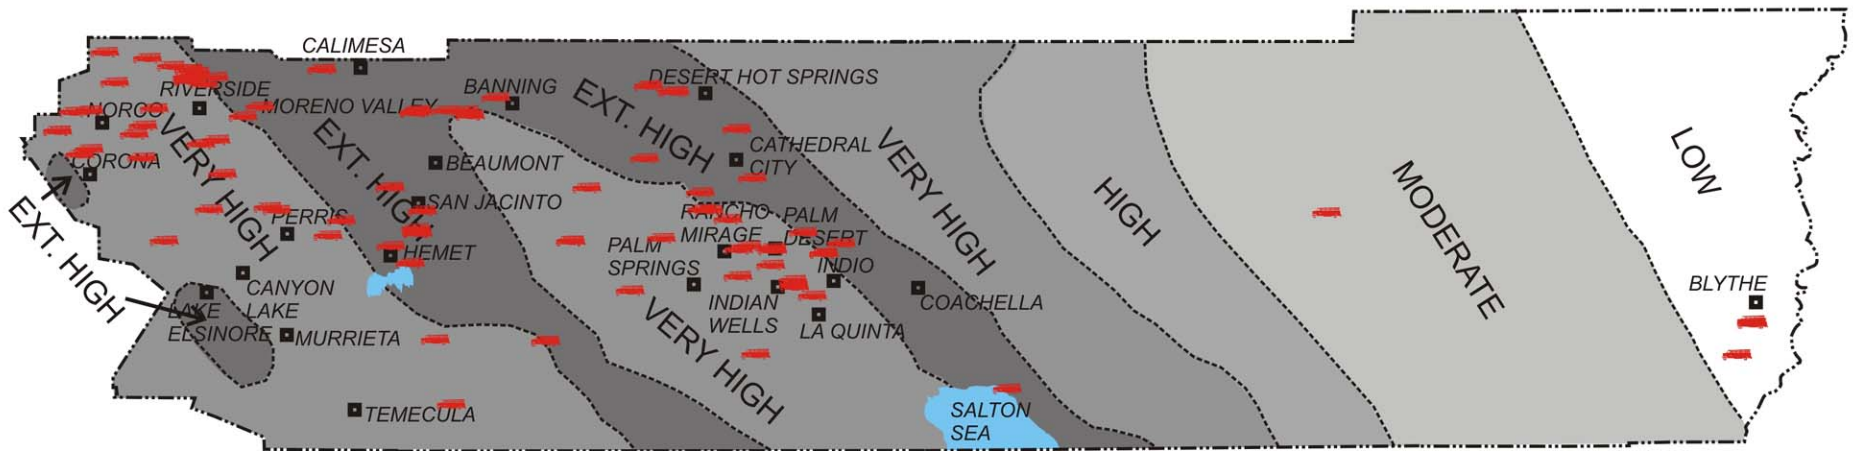 CALIMESA
BANNING
DESERT HOT SPRINGS
RIVERSIDE
NORCO
MORENO VALLEY
EXT. HIGH
EXT. HIGH
VERY HIGH
CORONA
BEAUMONT
CATHEDRAL
CITY
VERY HIGH
LOW
HIGH
MODERATE
SAN JACINTO
PERRIS
HEMET
RANCHO
MIRAGE
PALM
DESERT
PALM
SPRINGS
INDIO
EXT. HIGH
EXT. HIGH
CANYON
LAKE
LAKE
ELSINORE
MURRIETA
INDIAN
WELLS
LA QUINTA
COACHELLA
BLYTHE
VERY HIGH
TEMECULA
SALTON
SEA